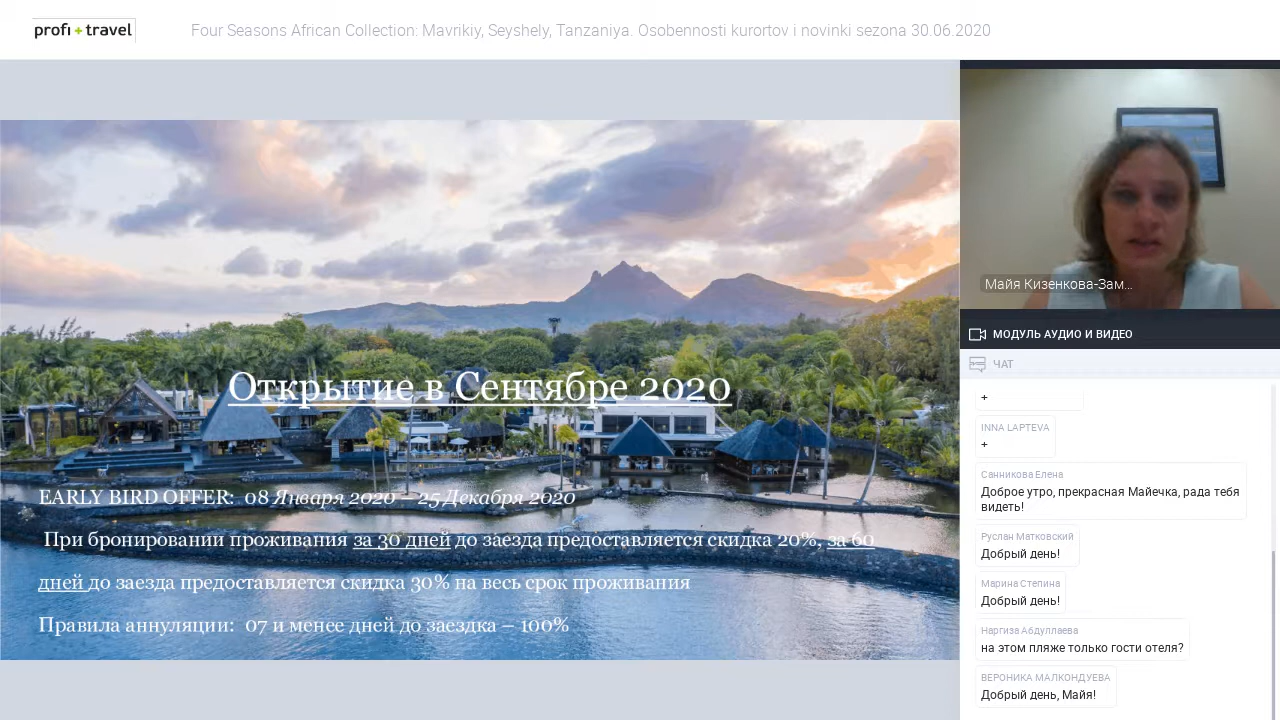 profi + travel
Four Seasons African Collection: Mavrikiy, Seyshely, Tanzaniya. Osobennosti kurortov i novinki sezona 30.06.2020
Открытие в Сентябре 2020
EARLY BIRD OFFER: 08 Января 2020 – 25 Декабря 2020
При бронировании проживания за 30 дней до заезда предоставляется скидка 20%, за 60
дней до заезда предоставляется скидка 30% на весь срок проживания
Правила аннуляции: 07 и менее дней до заездка – 100%
Майя Кизенкова-Зам...
МОДУЛЬ АУДИО И ВИДЕО
ЧАТ
+
INNA LAPTEVA
+
Санникова Елена
Доброе утро, прекрасная Майечка, рада тебя
видеть!
Руслан Матковский
Добрый день!
Марина Степина
Добрый день!
Наргиза Абдуллаева
на этом пляже только гости отеля?
ВЕРОНИКА МАЛКОНДУЕВА
Добрый день, Майя!